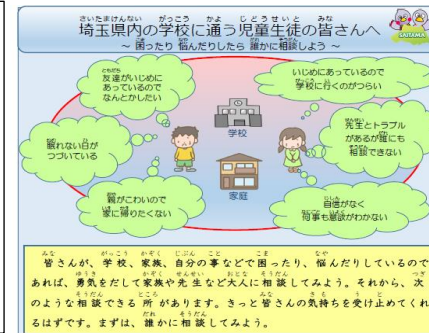 埼玉県内の学校に通う児童生徒の皆さんへ
～ 困ったり 悩んだりしたら 誰かに相談しよう ～
SAITAMA
友達がいじめに
あっているので
なんとかしたい
いじめにあっているので
学校に行くのがつらい
学校
先生とトラブル
があるが誰にも
相談できない
眠れない日が
つづいている
家庭
親がこわいので
家に帰りたくない
自信がなく
何事も意欲がわかない
皆さんが、学校、家族、自分の事などで困ったり、悩んだりしているので
あれば、勇気をだして家族や先生など大人に相談してみよう。それから、次
のような相談できる所があります。きっと皆さんの気持ちを受け止めてくれ
るはずです。まずは、誰かに相談してみよう。